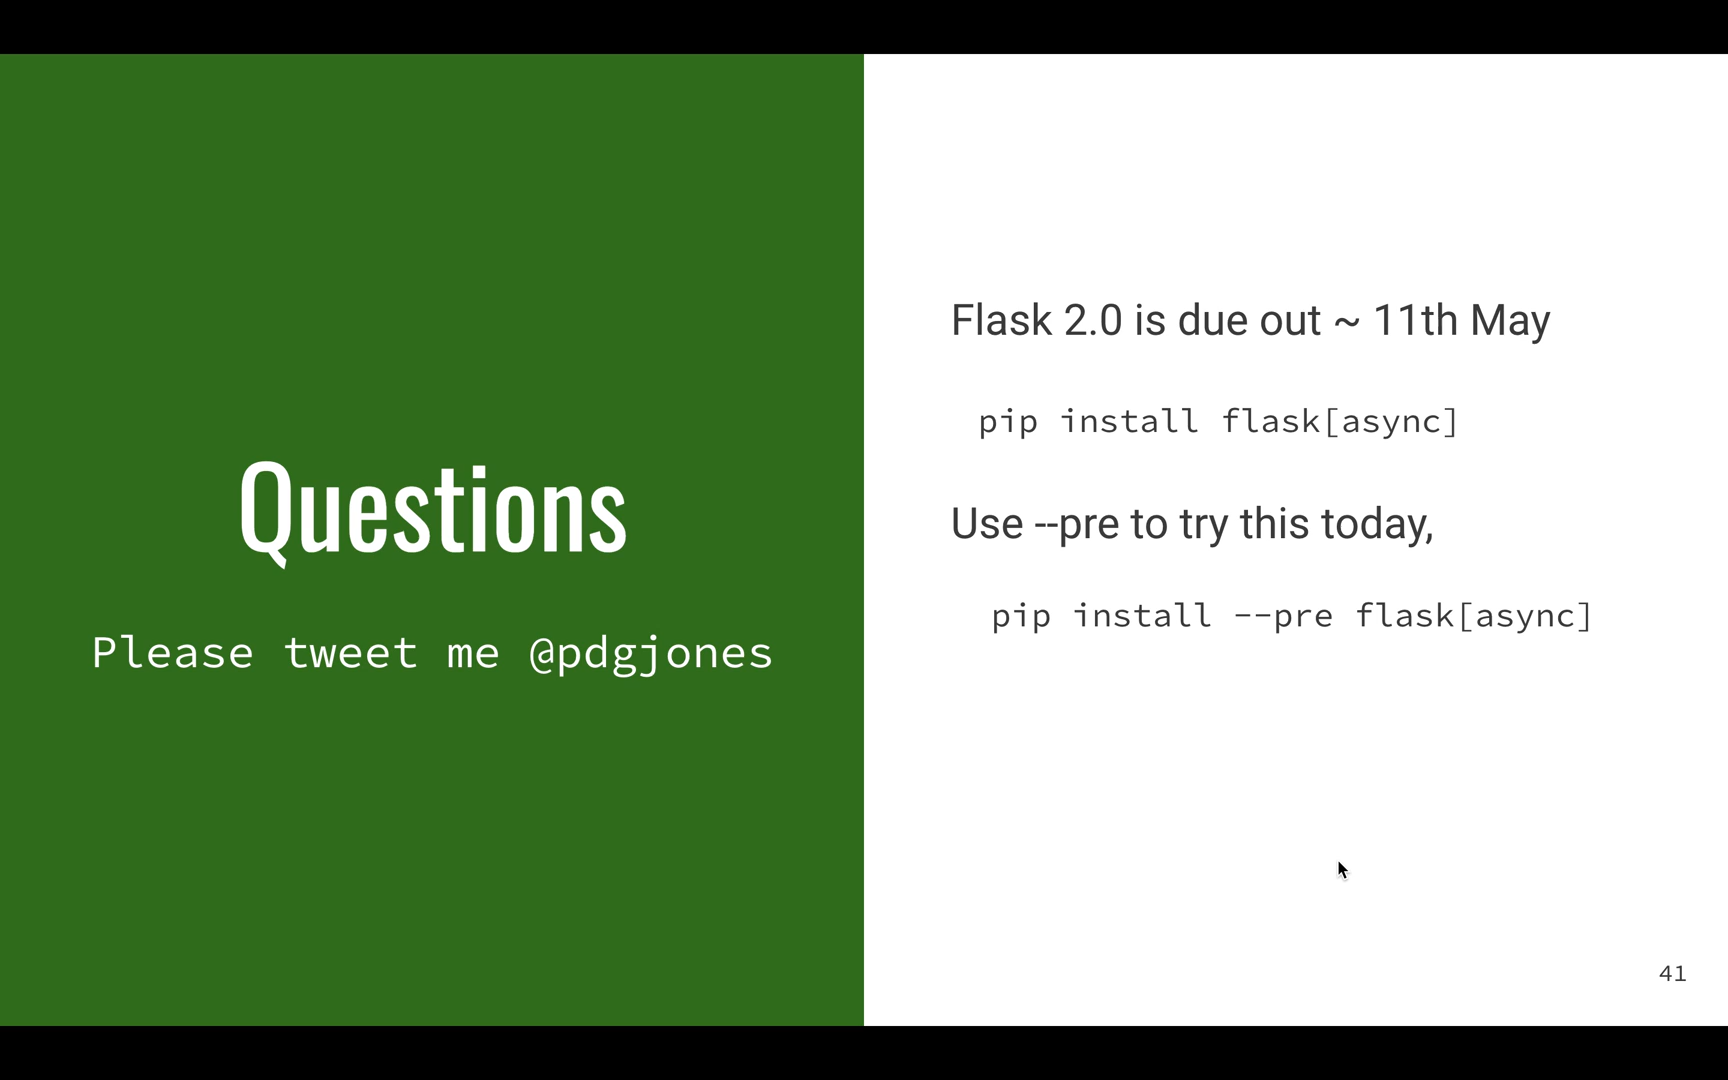 Questions
Please tweet me @pdgjones
Flask 2.0 is due out ~ 11th May
pip install flask[async]
Use --pre to try this today,
pip install --pre flask[async]
41